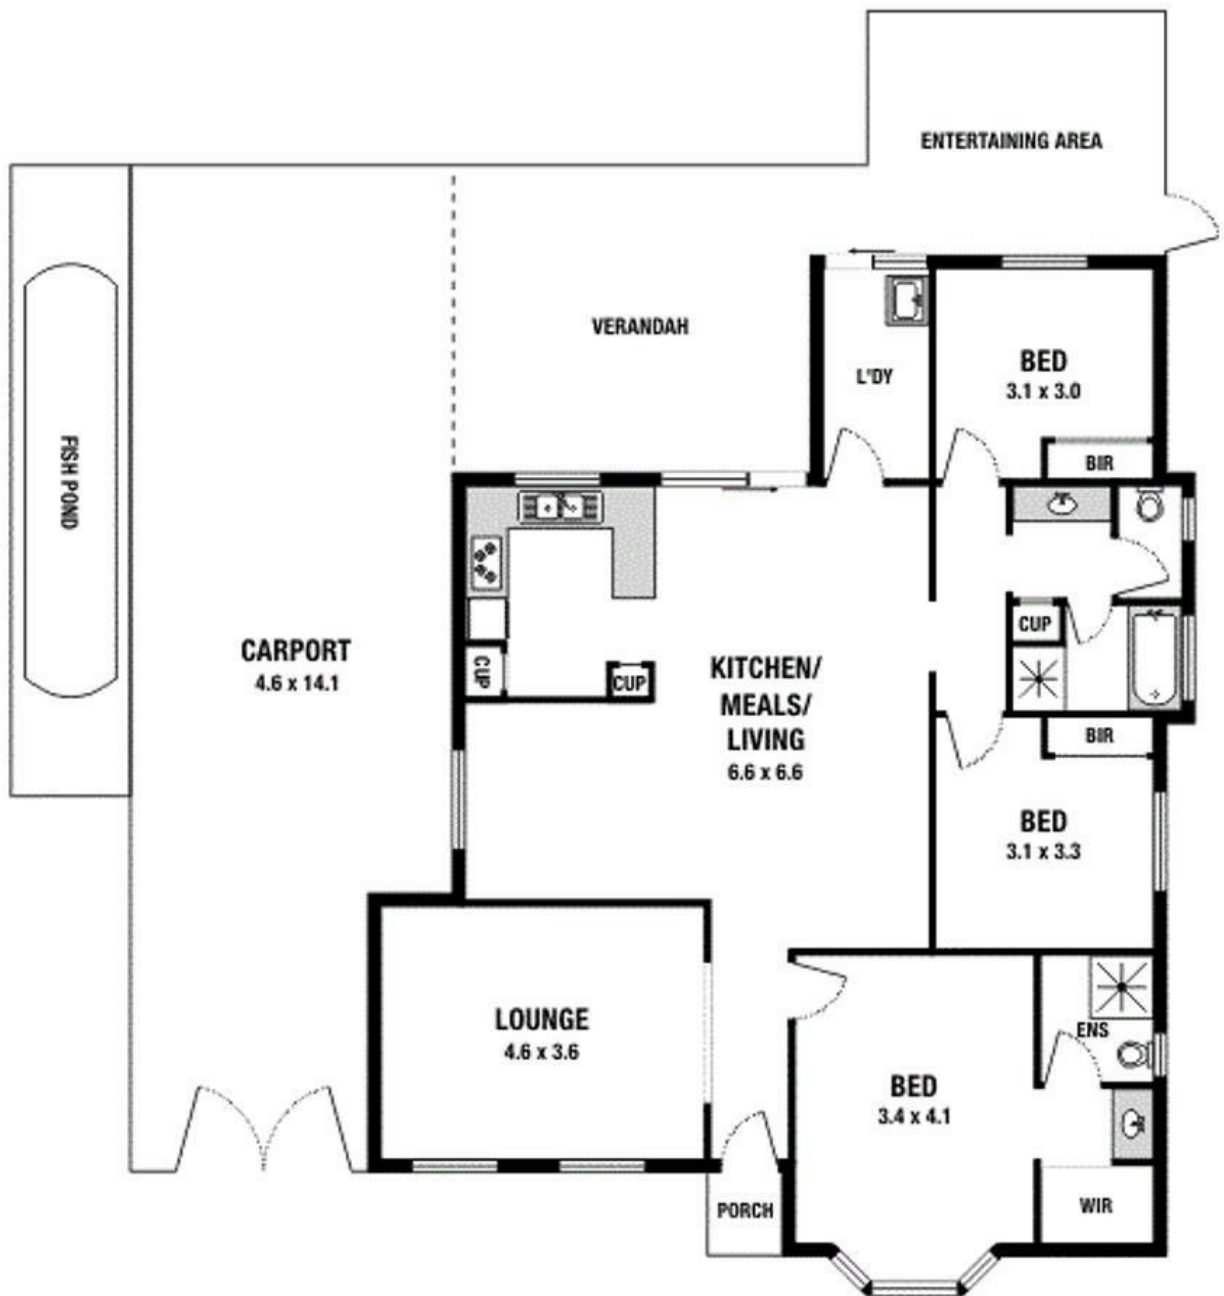 ENTERTAINING AREA
VERANDAH
L'DY
BED
3.1 x 3.0
BIR
FISH POND
CARPORT
4.6 x 14.1
CUP
CUP
KITCHEN/
MEALS/
LIVING
6.6 x 6.6
CUP
BIR
BED
3.1 x 3.3
LOUNGE
4.6 x 3.6
ENS
BED
3.4 x 4.1
PORCH
WIR